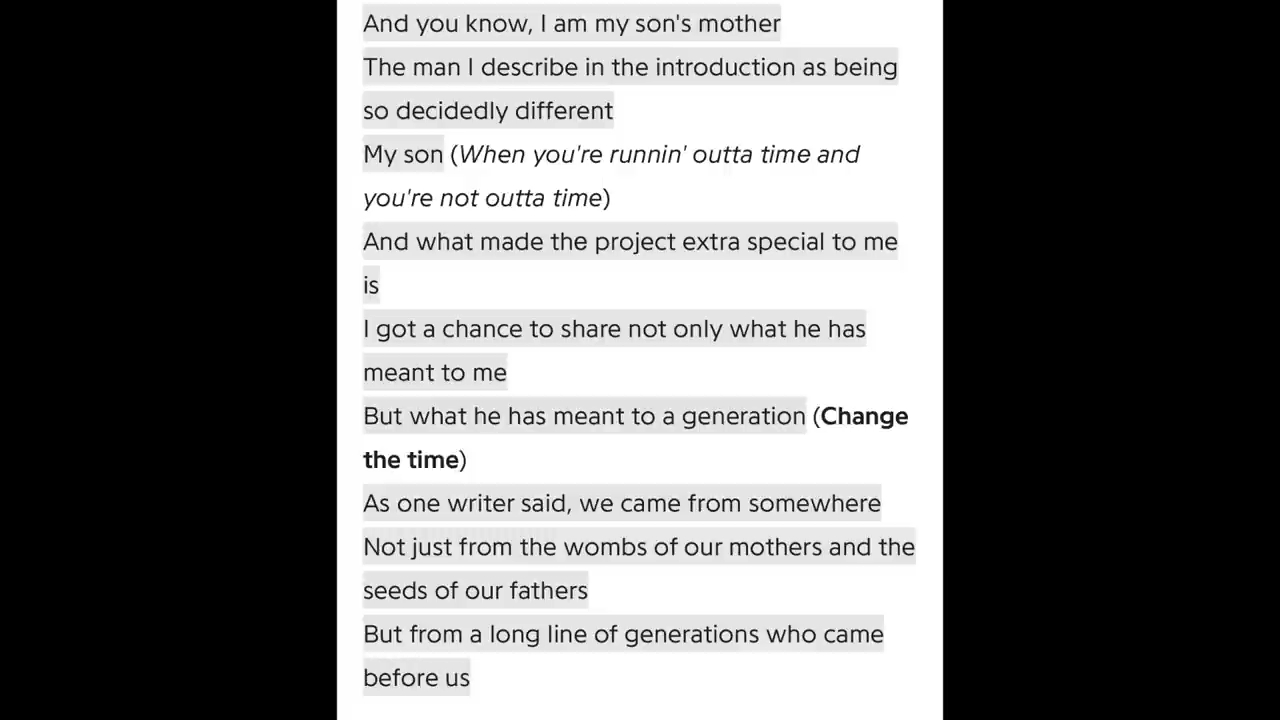 And you know, I am my son's mother
The man I describe in the introduction as being
so decidedly different
My son (When you're runnin' outta time and
you're not outta time)
And what made the project extra special to me
is
I got a chance to share not only what he has
meant to me
But what he has meant to a generation (Change
the time)
As one writer said, we came from somewhere
Not just from the wombs of our mothers and the
seeds of our fathers
But from a long line of generations who came
before us